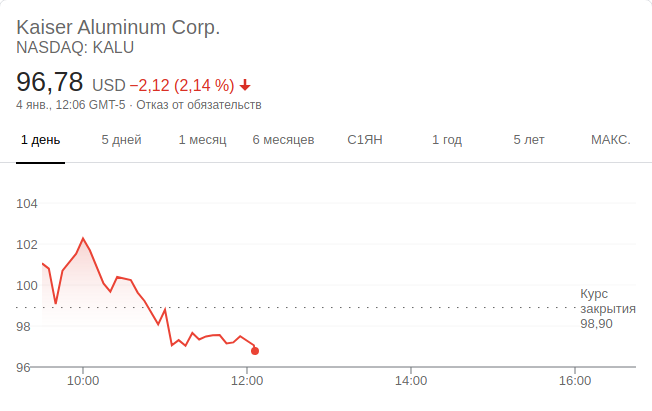 Kaiser Aluminum Corp.
NASDAQ: KALU
96,78 USD −2,12 (2,14 %)
4 янв., 12:06 GMT-5 · Отказ от обязательств
1 день 5 дней 1 месяц 6 месяцев С1ЯН 1 год 5 лет МАКС.
104
102
100
98
96
Курс
закрытия
98,90
10:00 12:00 14:00 16:00